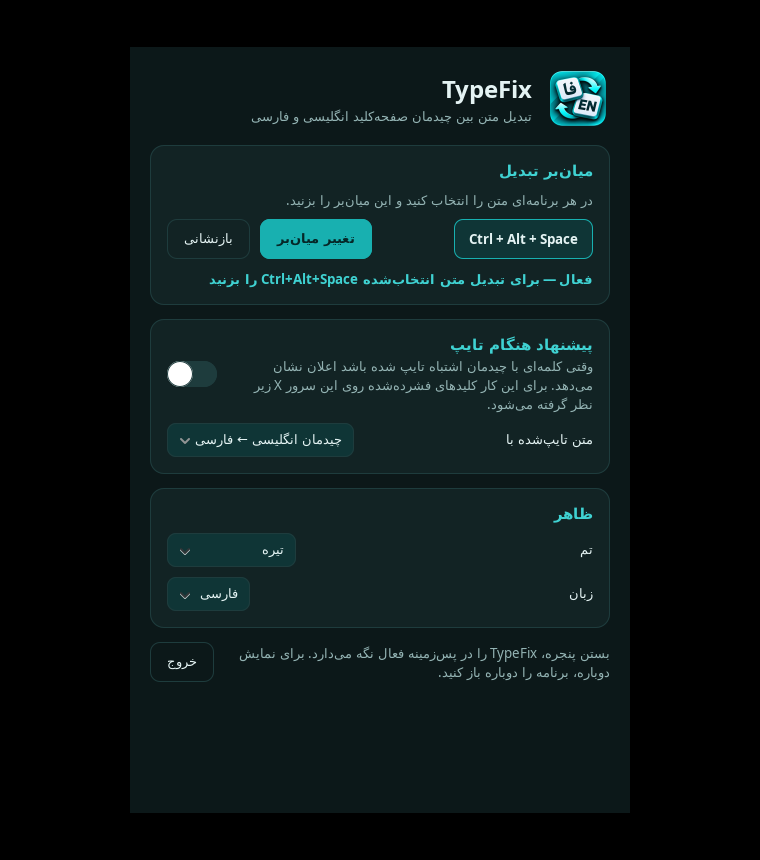 فا
EN
TypeFix
تبدیل متن بین چیدمان صفحه‌کلید انگلیسی و فارسی
میان‌بر تبدیل
در هر برنامه‌ای متن را انتخاب کنید و این میان‌بر را بزنید.
Ctrl + Alt + Space
تغییر میان‌بر
بازنشانی
فعال — برای تبدیل متن انتخاب‌شده Ctrl+Alt+Space را بزنید
پیشنهاد هنگام تایپ
وقتی کلمه‌ای با چیدمان اشتباه تایپ شده باشد اعلان نشان
می‌دهد. برای این کار کلیدهای فشرده‌شده روی این سرور X زیر
نظر گرفته می‌شود.
متن تایپ‌شده با
چیدمان انگلیسی ← فارسی
ظاهر
تم
تیره
زبان
فارسی
بستن پنجره، TypeFix را در پس‌زمینه فعال نگه می‌دارد. برای نمایش
دوباره، برنامه را دوباره باز کنید.
خروج